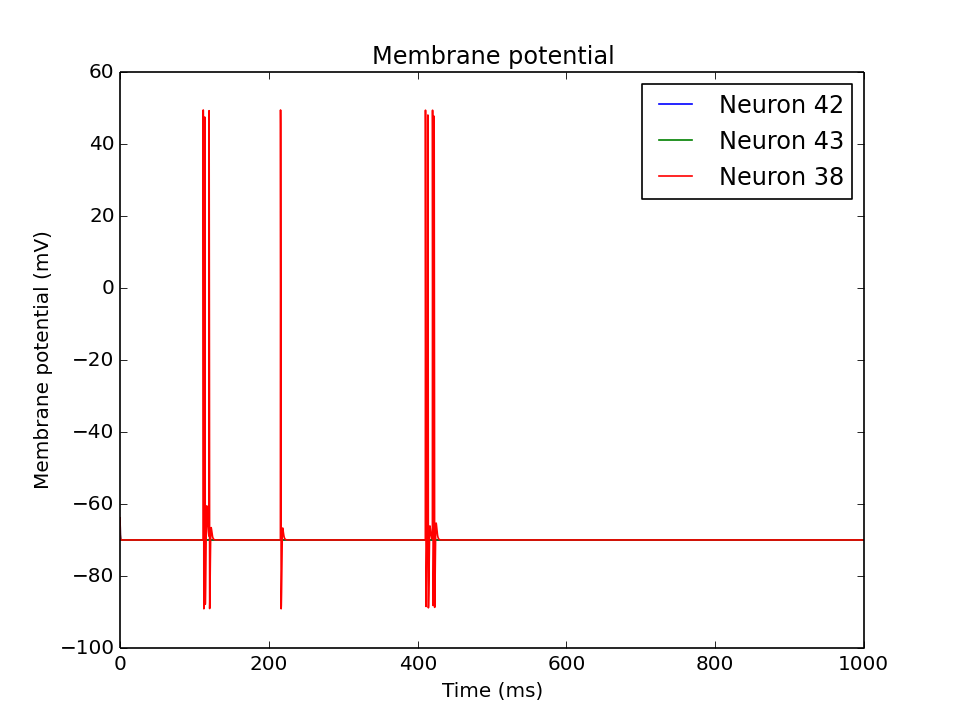 Membrane potential
60
40
20
0
−20
−40
−60
−80
−100
Membrane potential (mV)
Neuron 42
Neuron 43
Neuron 38
0 200 400 600 800 1000
Time (ms)